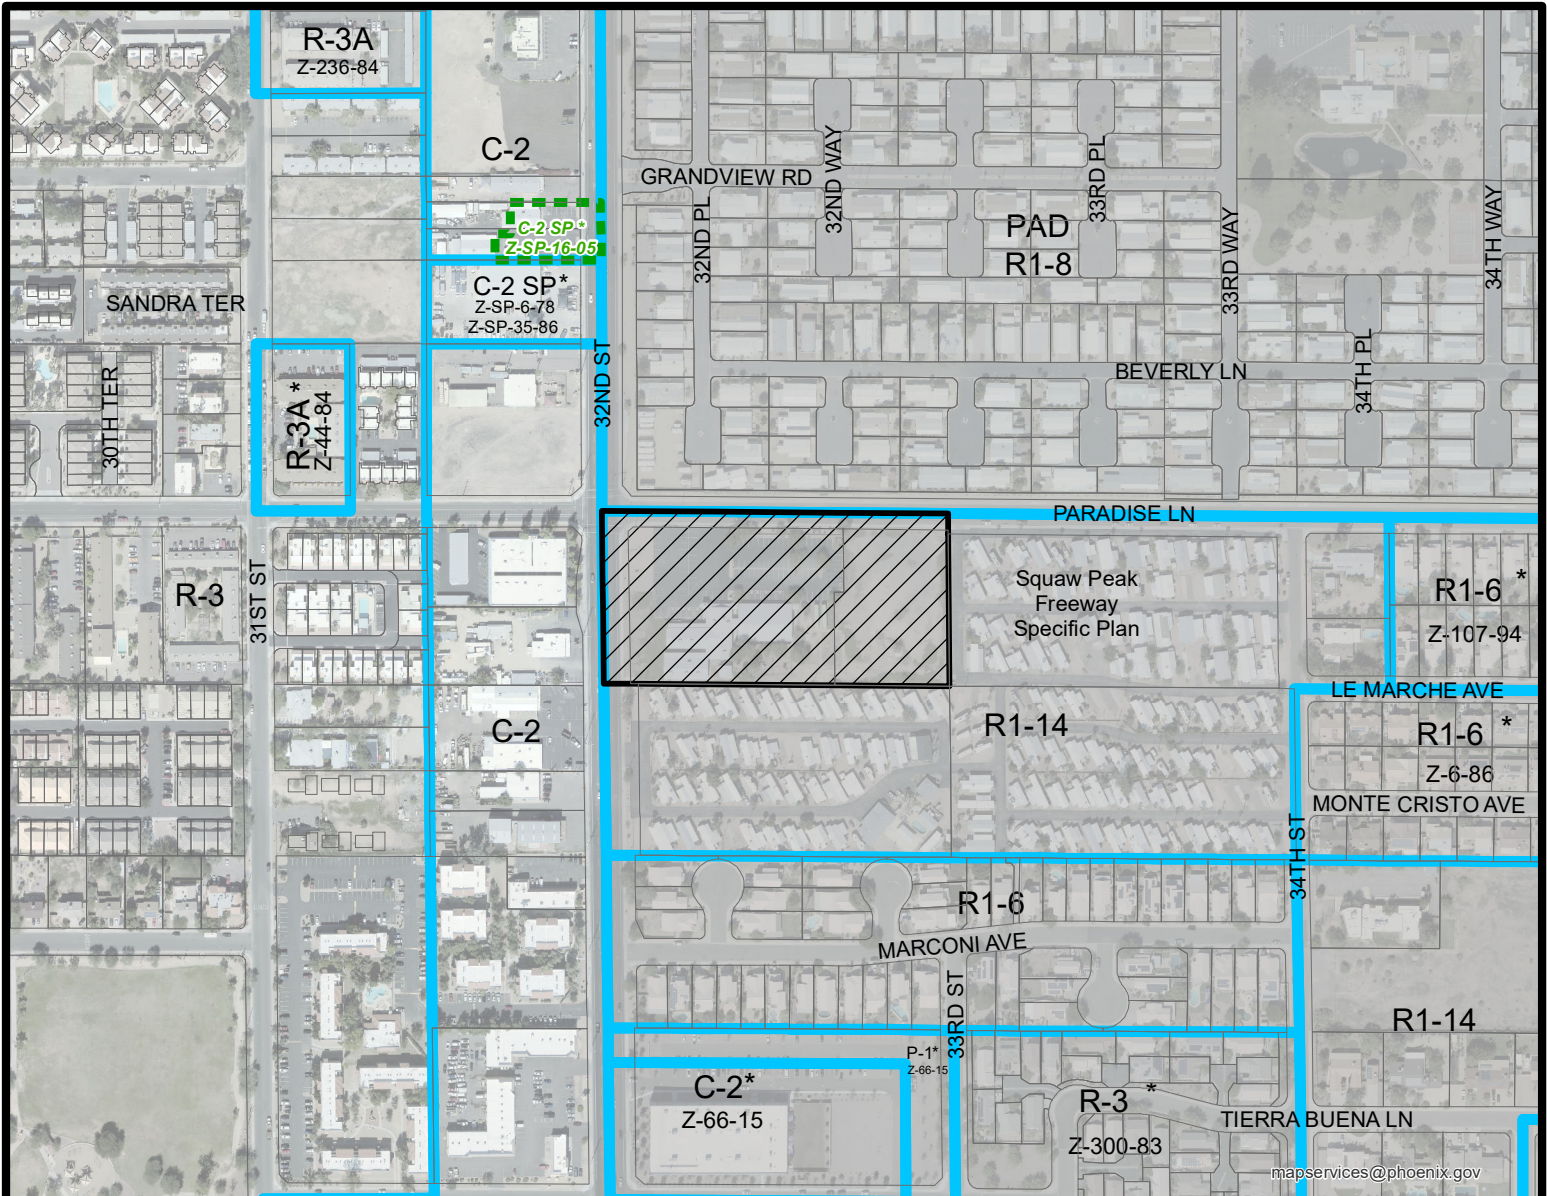 R-3A
Z-236-84
C-2
GRANDVIEW RD
32ND WAY
33RD PL
32ND PL
33RD WAY
34TH WAY
PAD
R1-8
C-2 SP *
Z-SP-16-05
C-2 SP *
Z-SP-6-78
Z-SP-35-86
SANDRA TER
30TH TER
R-3A *
Z-44-84
32ND ST
BEVERLY LN
34TH PL
PARADISE LN
R-3
31ST ST
Squaw Peak
Freeway
Specific Plan
R1-6 *
Z-107-94
LE MARCHE AVE
C-2
R1-14
R1-6 *
Z-6-86
MONTE CRISTO AVE
34TH ST
R1-6
MARCONI AVE
33RD ST
R1-14
P-1*
Z-66-15
C-2*
Z-66-15
R-3 *
Z-300-83
TIERRA BUENA LN
mapservices@phoenix.gov